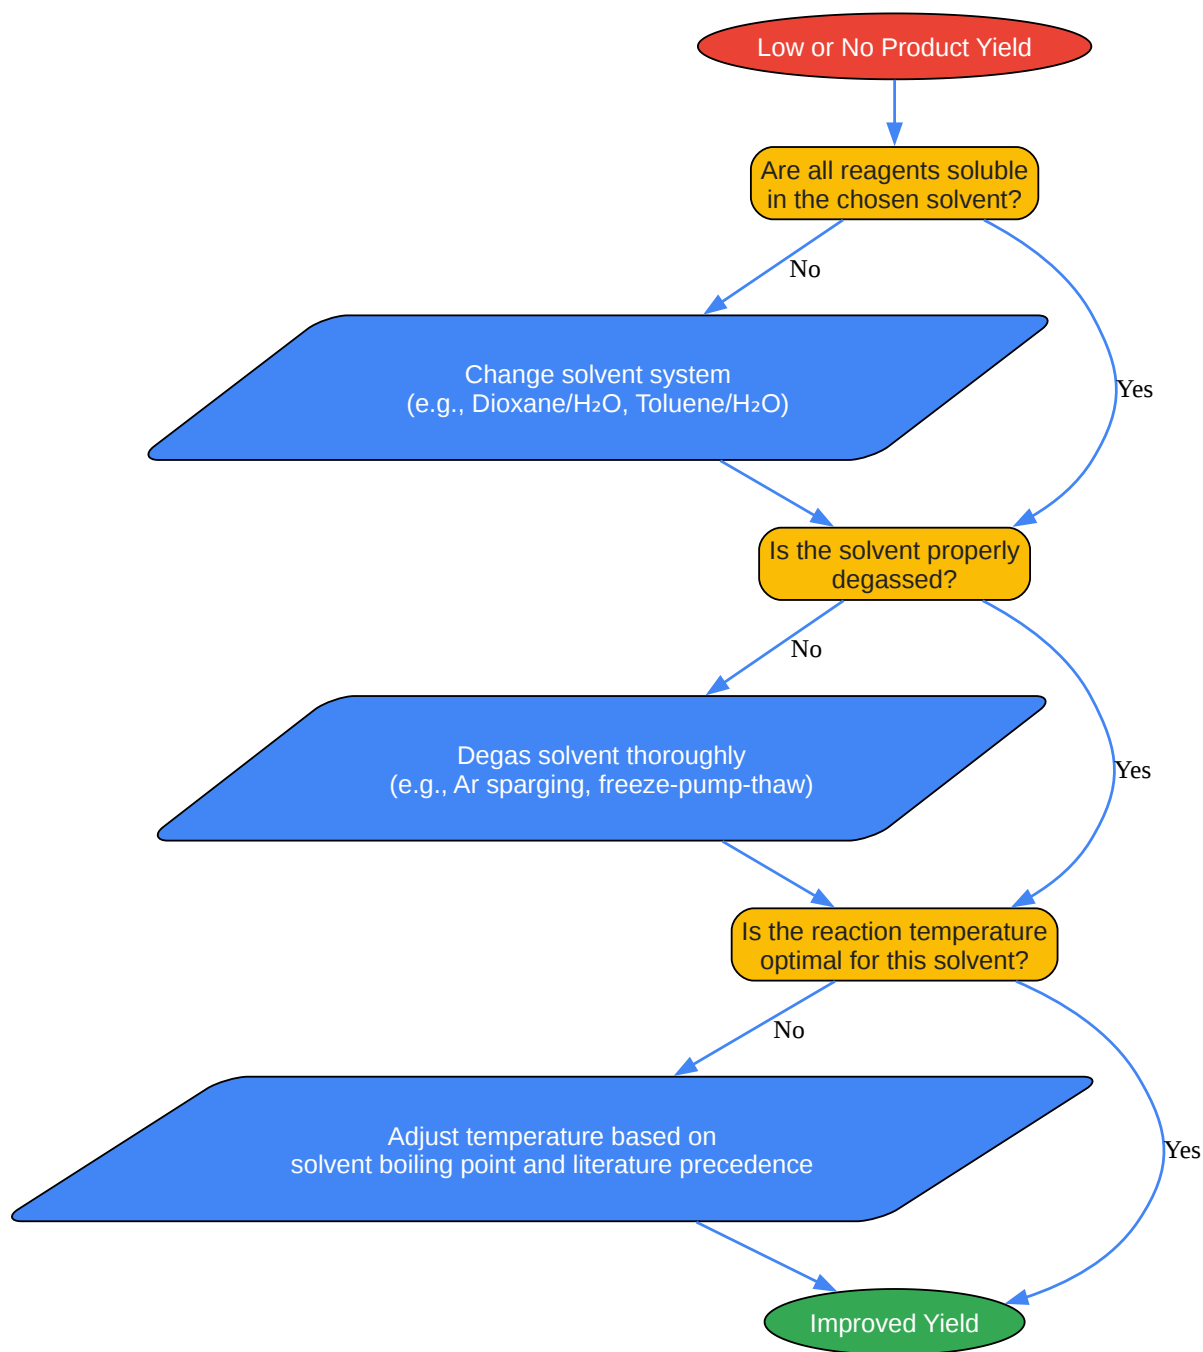 Low or No Product Yield
Are all reagents soluble
in the chosen solvent?
No
Change solvent system
(e.g., Dioxane/H₂O, Toluene/H₂O)
Yes
Is the solvent properly
degassed?
No
Degas solvent thoroughly
(e.g., Ar sparging, freeze-pump-thaw)
Yes
Is the reaction temperature
optimal for this solvent?
No
Adjust temperature based on
solvent boiling point and literature precedence
Yes
Improved Yield